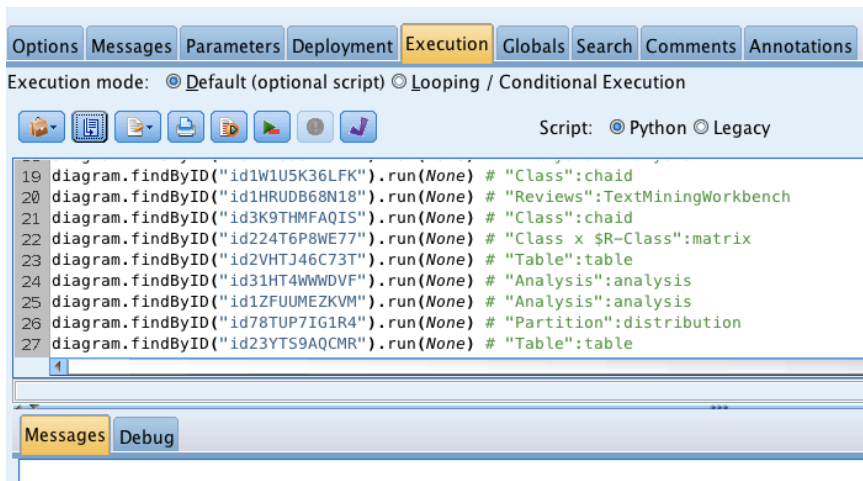 Options Messages Parameters Deployment Execution Globals Search Comments Annotations
Execution mode: Default (optional script) Looping / Conditional Execution
Script: Python Legacy
19 diagram.findByID("id1W1U5K36LFK").run(None) # "Class":chaid
20 diagram.findByID("id1HRUDB68N18").run(None) # "Reviews":TextMiningWorkbench
21 diagram.findByID("id3K9THMFAQIS").run(None) # "Class":chaid
22 diagram.findByID("id224T6P8WE77").run(None) # "Class x $R-Class":matrix
23 diagram.findByID("id2VHTJ46C73T").run(None) # "Table":table
24 diagram.findByID("id31HT4WWWDVF").run(None) # "Analysis":analysis
25 diagram.findByID("id1ZFUUMEZKVM").run(None) # "Analysis":analysis
26 diagram.findByID("id78TUP7IG1R4").run(None) # "Partition":distribution
27 diagram.findByID("id23YTS9AQCMR").run(None) # "Table":table
Messages Debug